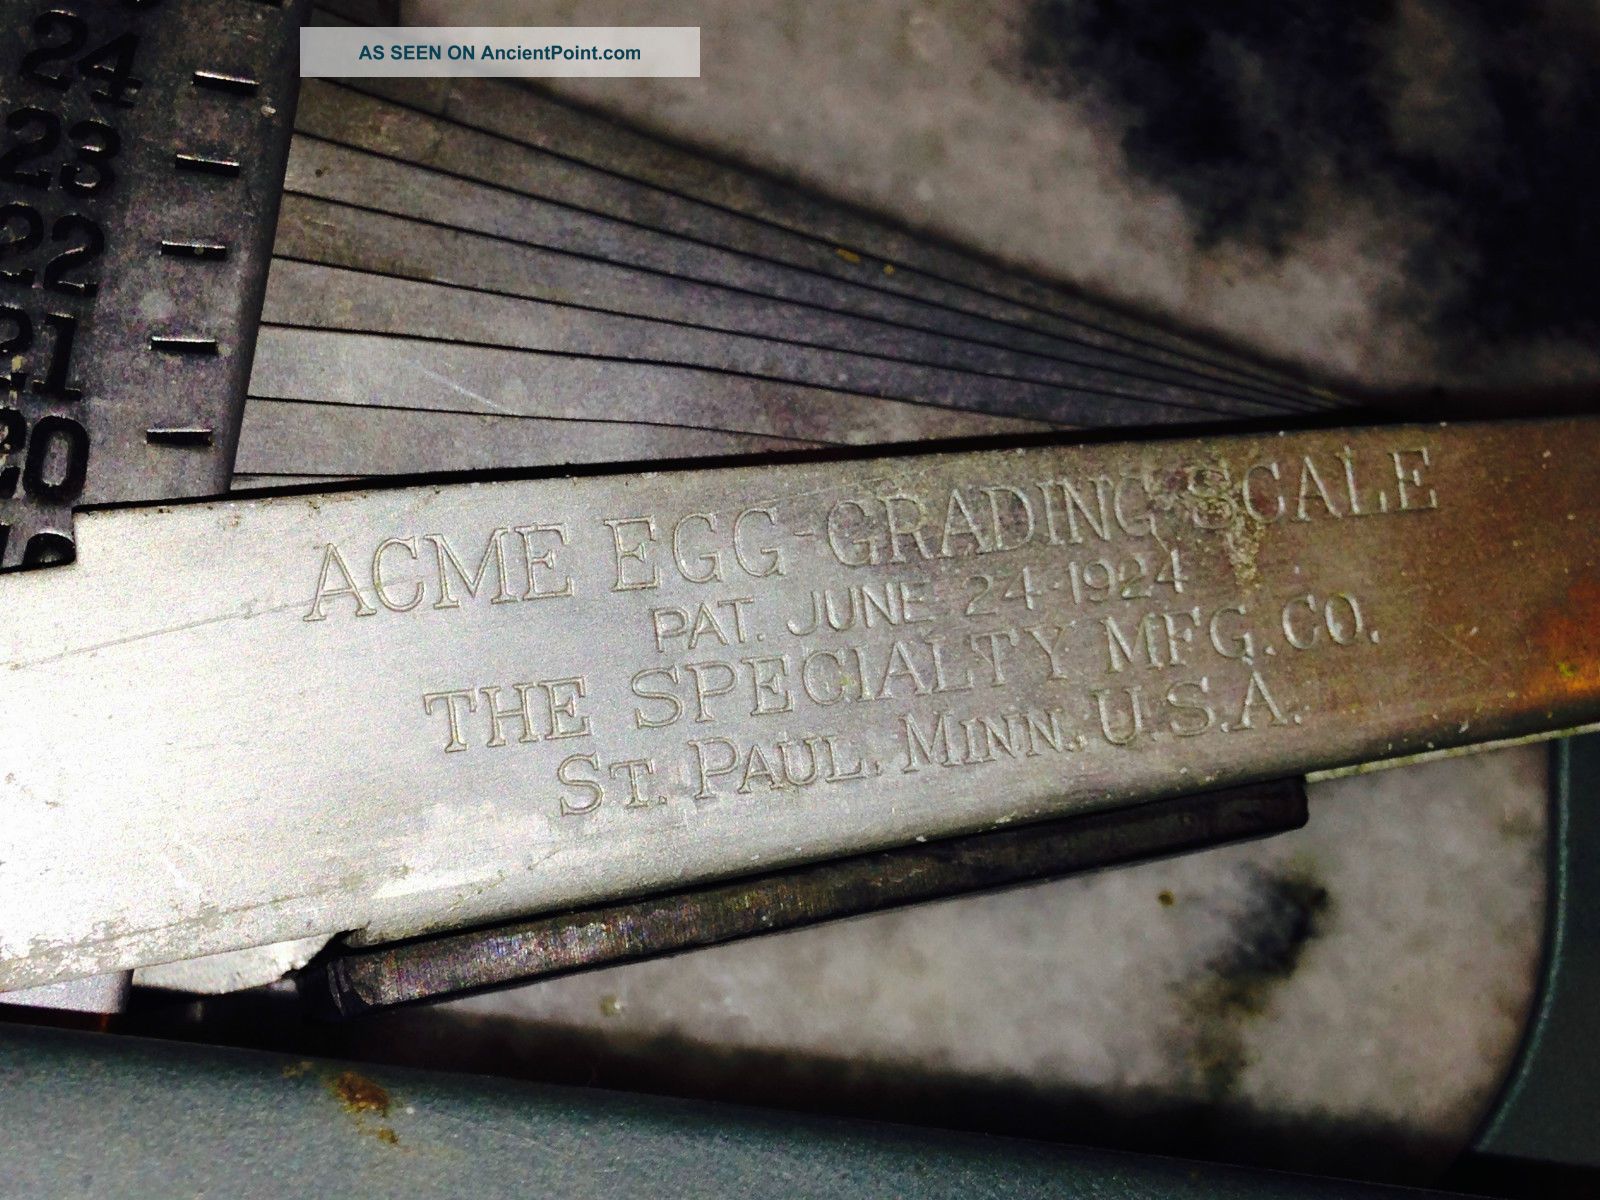 AS SEEN ON AncientPoint.com
24
23
22
21
20
ACME EGG-GRADING SCALE
PAT. JUNE 24-1924
THE SPECIALTY MFG. CO.
ST. PAUL, MINN., U.S.A.